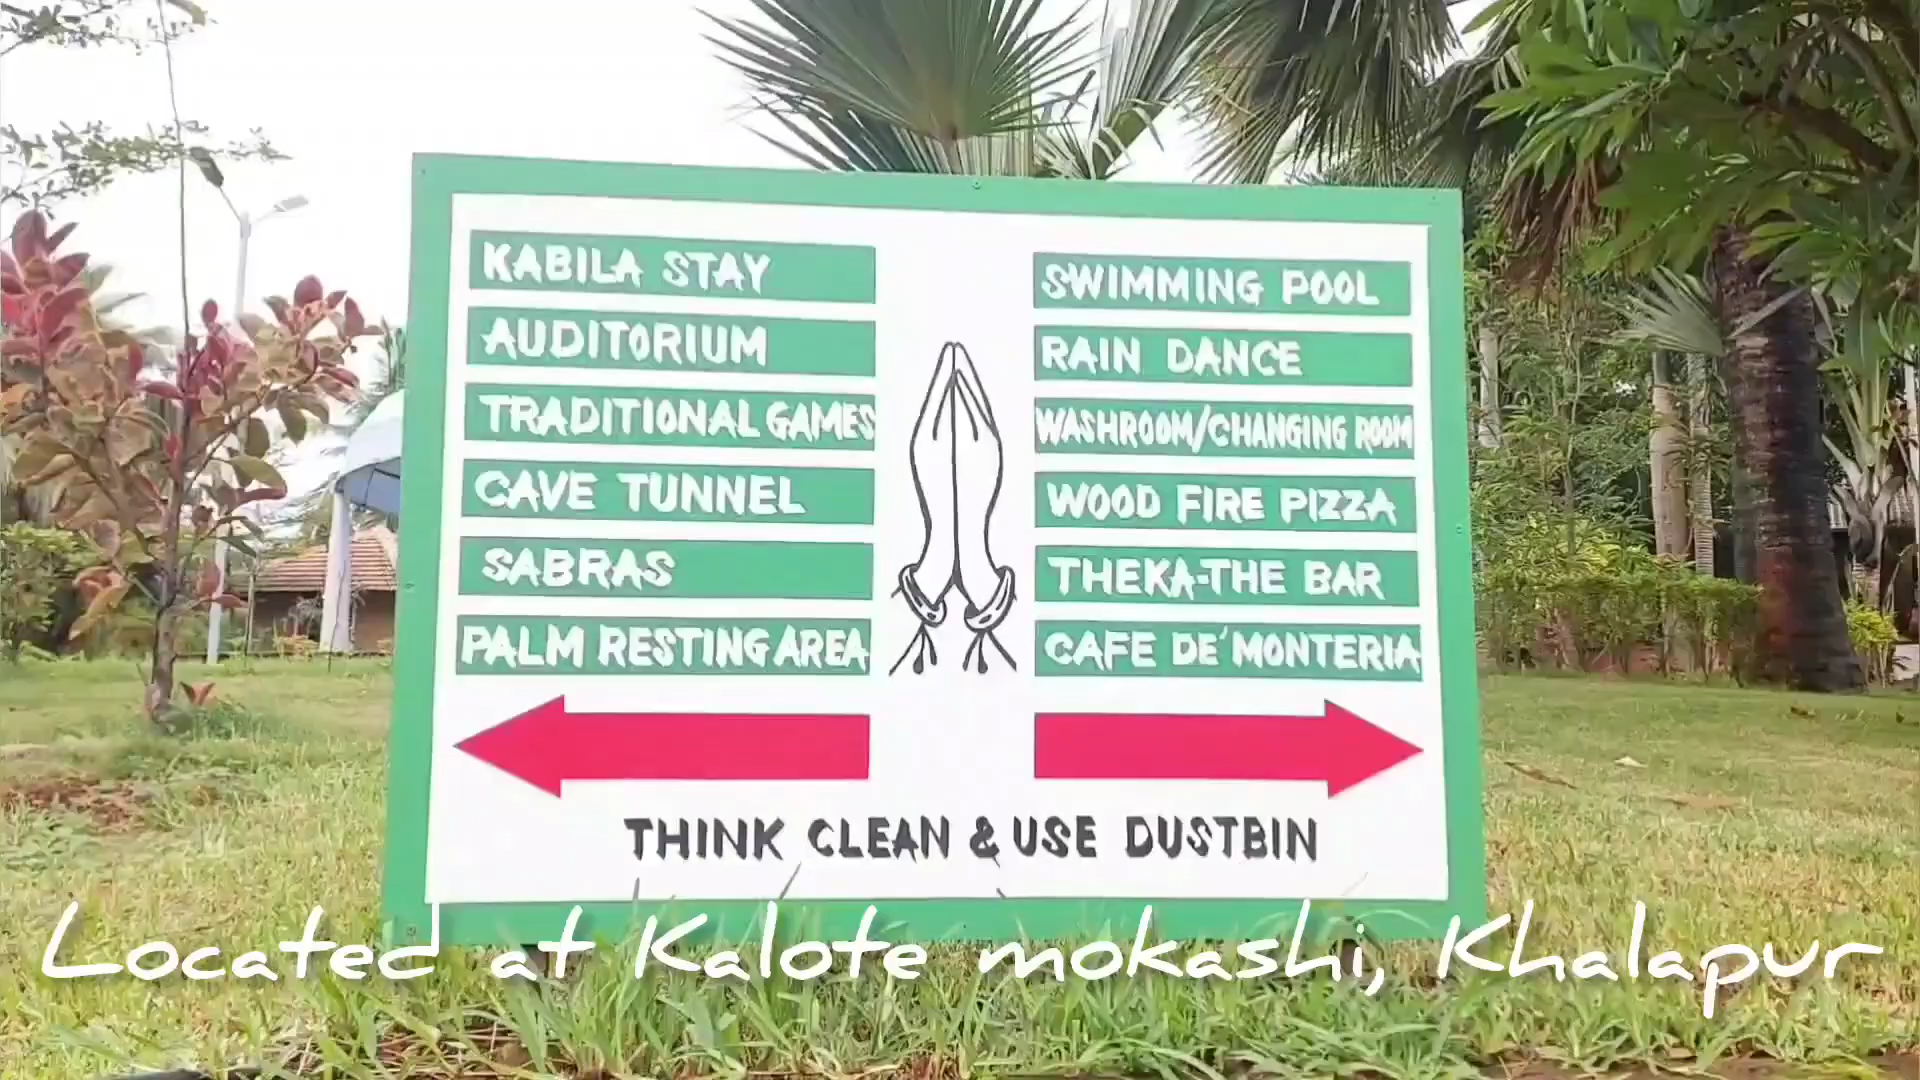 KABILA STAY
AUDITORIUM
TRADITIONAL GAMES
CAVE TUNNEL
SABRAS
PALM RESTING AREA
SWIMMING POOL
RAIN DANCE
WASHROOM/CHANGING ROOM
WOOD FIRE PIZZA
THEKA-THE BAR
CAFE DE'MONTERIA
THINK CLEAN & USE DUSTBIN
Located at Kalote mokashi, Khalapur